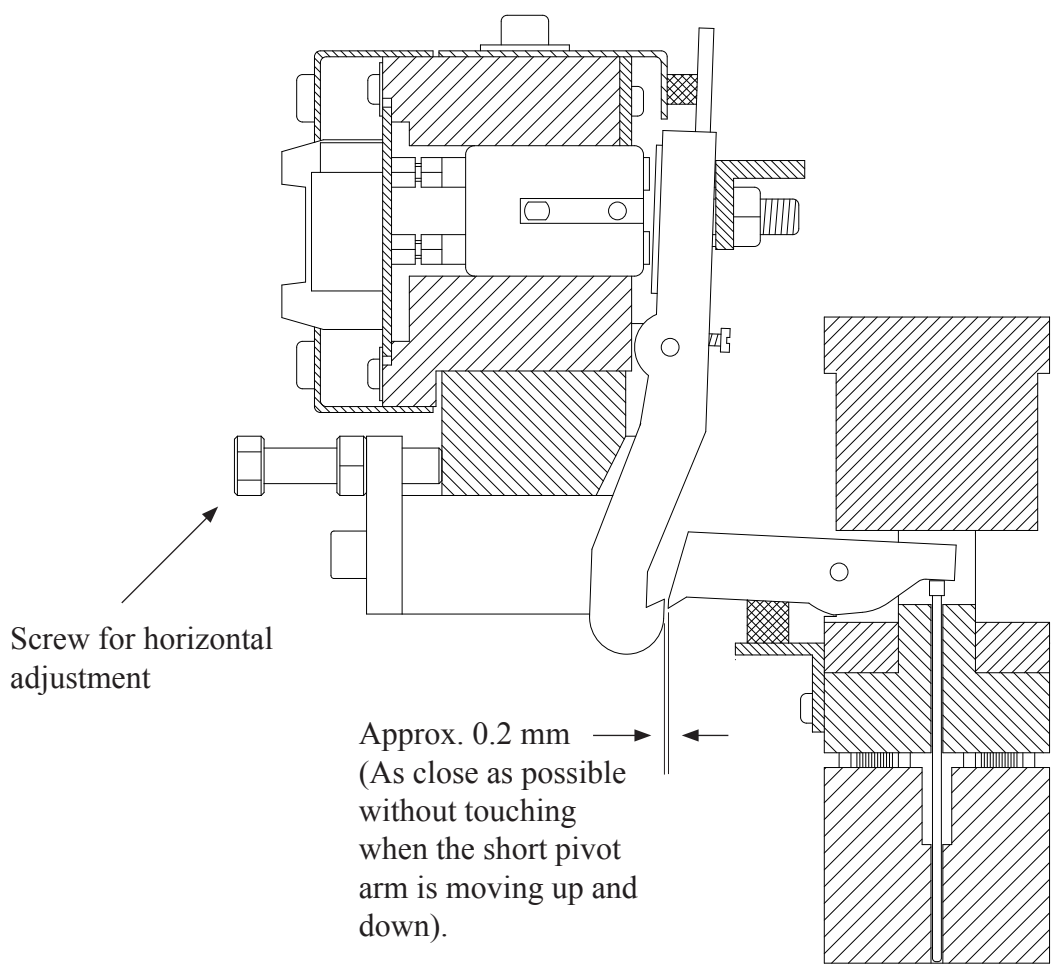 Screw for horizontal
adjustment
Approx. 0.2 mm
(As close as possible
without touching
when the short pivot
arm is moving up and
down).